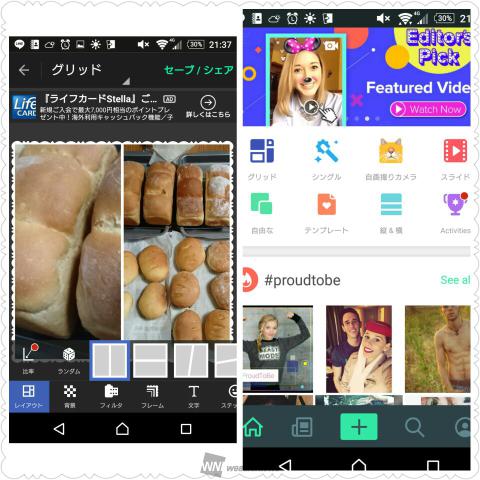 30% 21:37
グリッド セーブ / シェア
Life CARD
『ライフカードStella』ご... AD
新規ご入会で最大7,000円相当のポイントプレ
ゼント中！海外利用キャッシュバック機能／子
詳しくはこちら
比率 ランダム
レイアウト 背景 フィルタ フレーム 文字 ステッ
30% 21
Editor's
Pick
Featured Vide
Watch Now
グリッド シングル 自画撮りカメラ スライド
自由な テンプレート 縦 & 横 Activities
#proudtobe See al
BEAST
MODE
ProudToBe